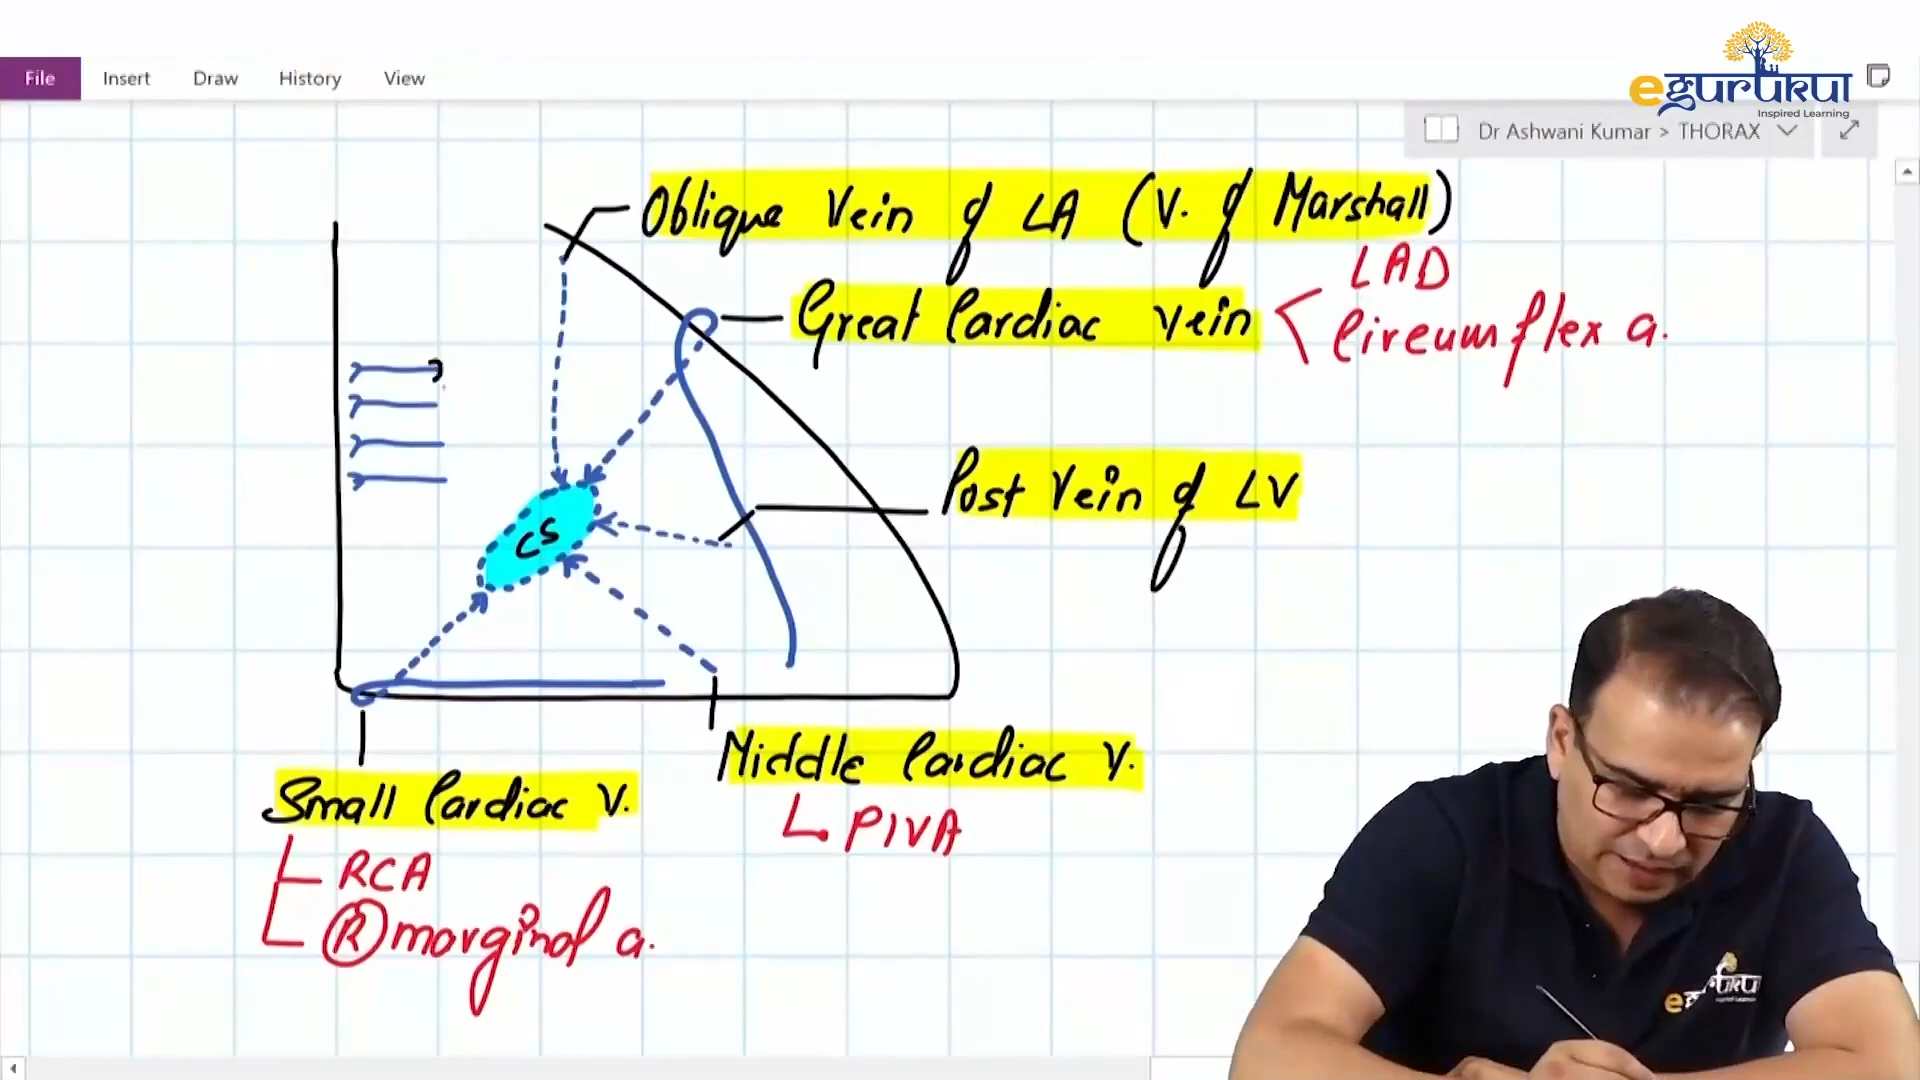 egurukul
Inspired Learning
File Insert Draw History View
Dr Ashwani Kumar > THORAX
Oblique Vein of LA (V. of Marshall)
LAD
Great Cardiac Vein
Circumflex a.
Post Vein of LV
CS
Middle Cardiac V.
PIVA
Small Cardiac V.
RCA
R marginal a.
egurukul